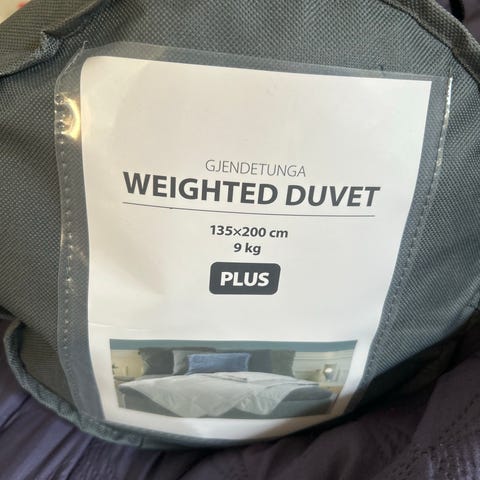 GJENDETUNGA
WEIGHTED DUVET
135×200 cm
9 kg
PLUS